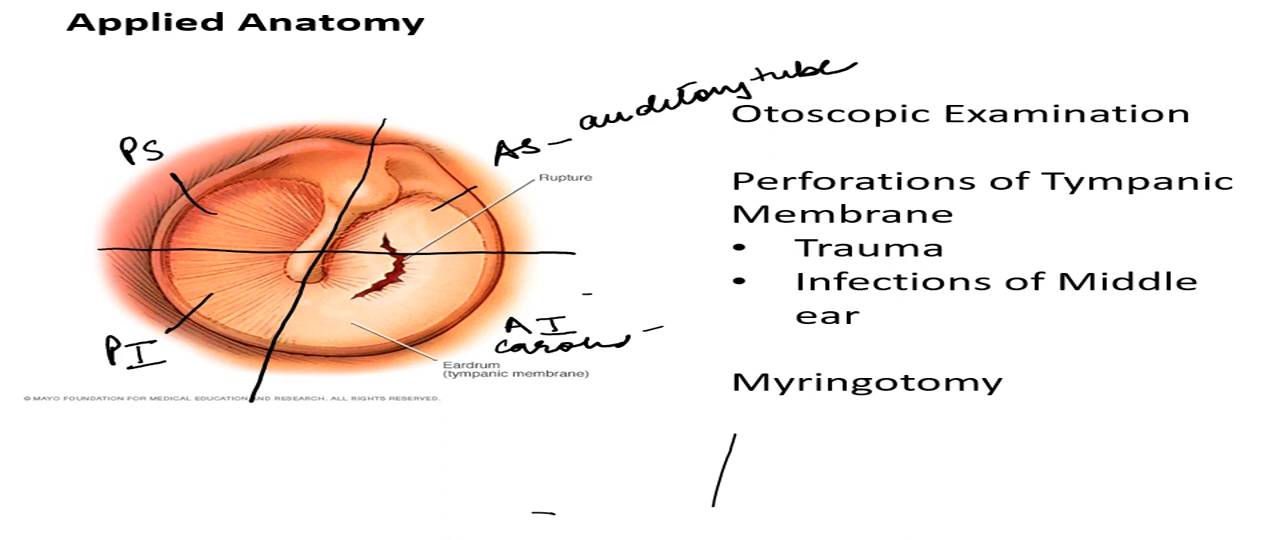 Applied Anatomy
PS
AS - auditory tube
Rupture
PI
AI
Eardrum
(tympanic membrane)
© MAYO FOUNDATION FOR MEDICAL EDUCATION AND RESEARCH. ALL RIGHTS RESERVED.
Otoscopic Examination
Perforations of Tympanic
Membrane
• Trauma
• Infections of Middle
ear
Myringotomy